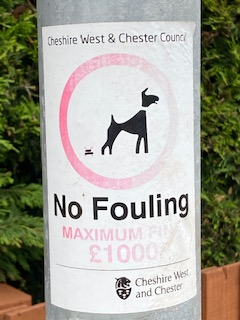 Cheshire West & Chester Council
No Fouling
MAXIMUM FINE
£1000
Cheshire West
and Chester